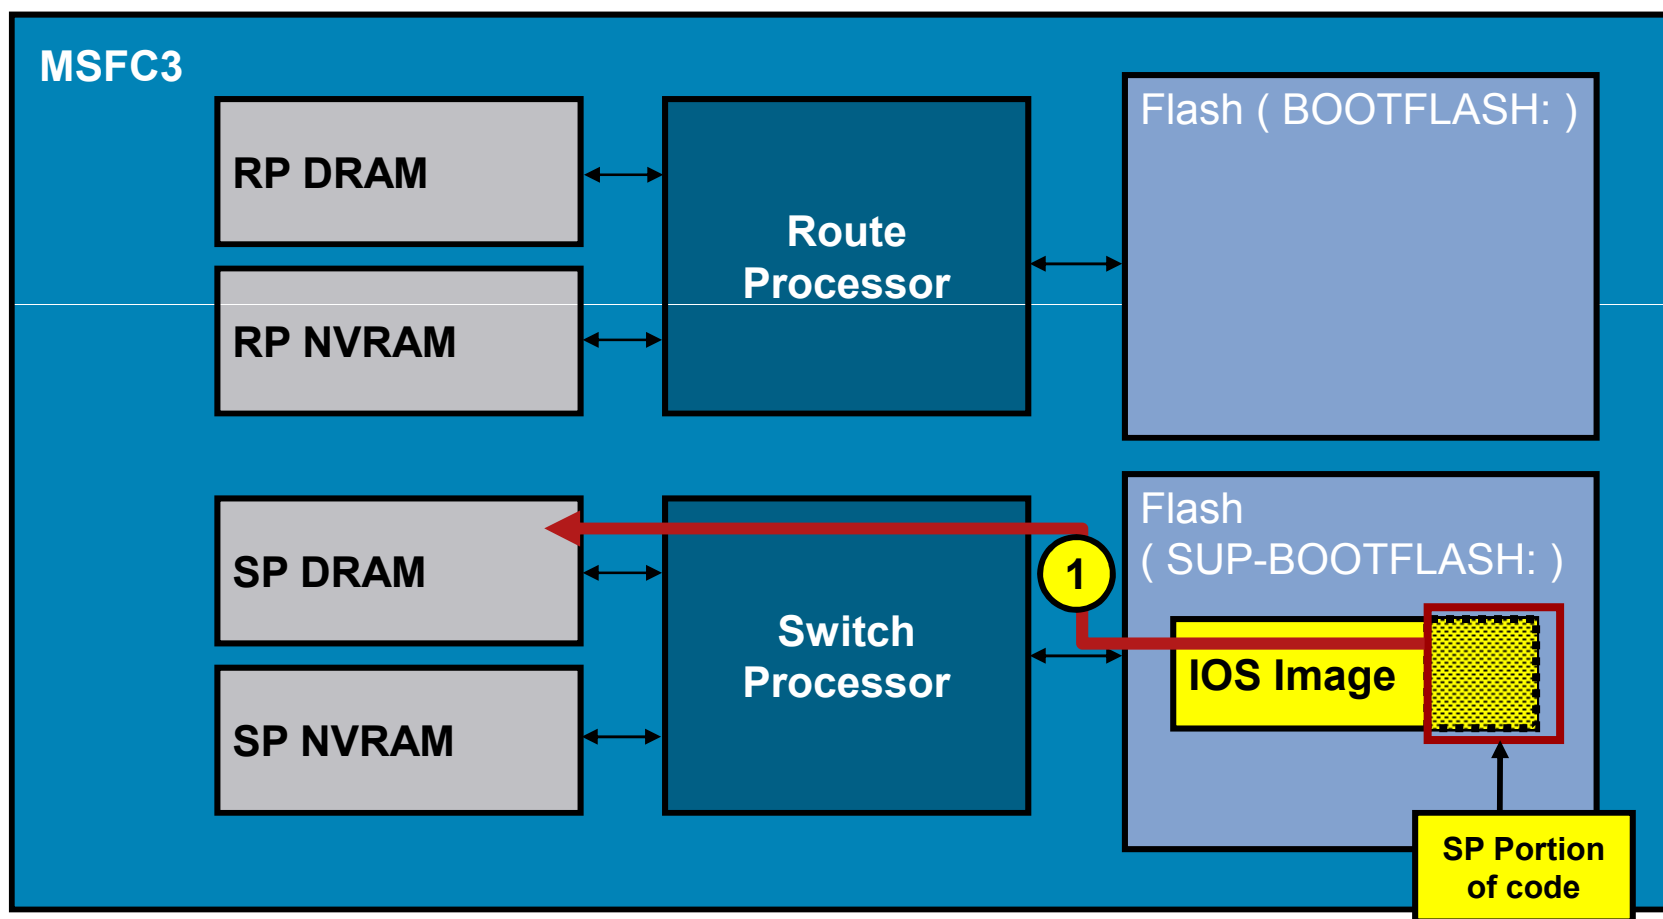 MSFC3
Flash ( BOOTFLASH: )
RP DRAM
Route
Processor
RP NVRAM
Flash
( SUP-BOOTFLASH: )
SP DRAM
1
Switch
Processor
IOS Image
SP NVRAM
SP Portion
of code